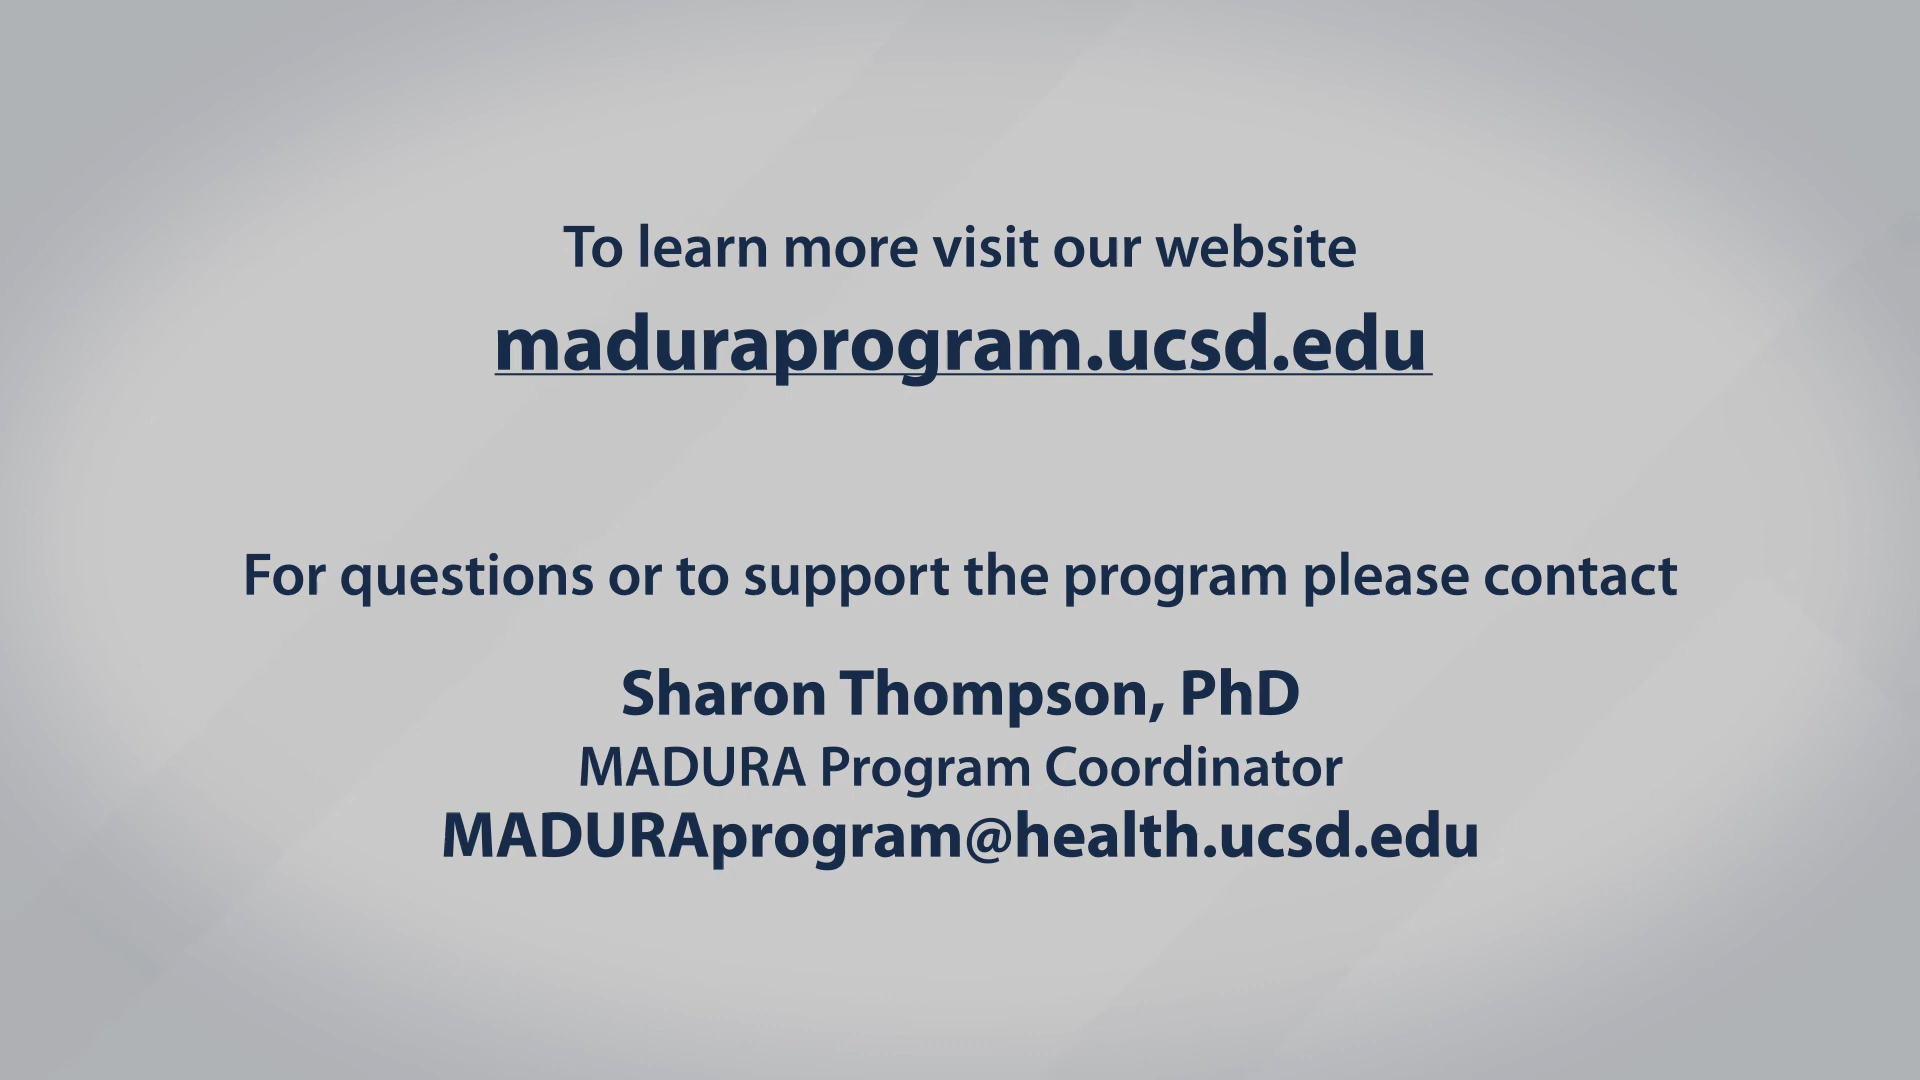 To learn more visit our website
maduraprogram.ucsd.edu
For questions or to support the program please contact
Sharon Thompson, PhD
MADURA Program Coordinator
MADURAprogram@health.ucsd.edu